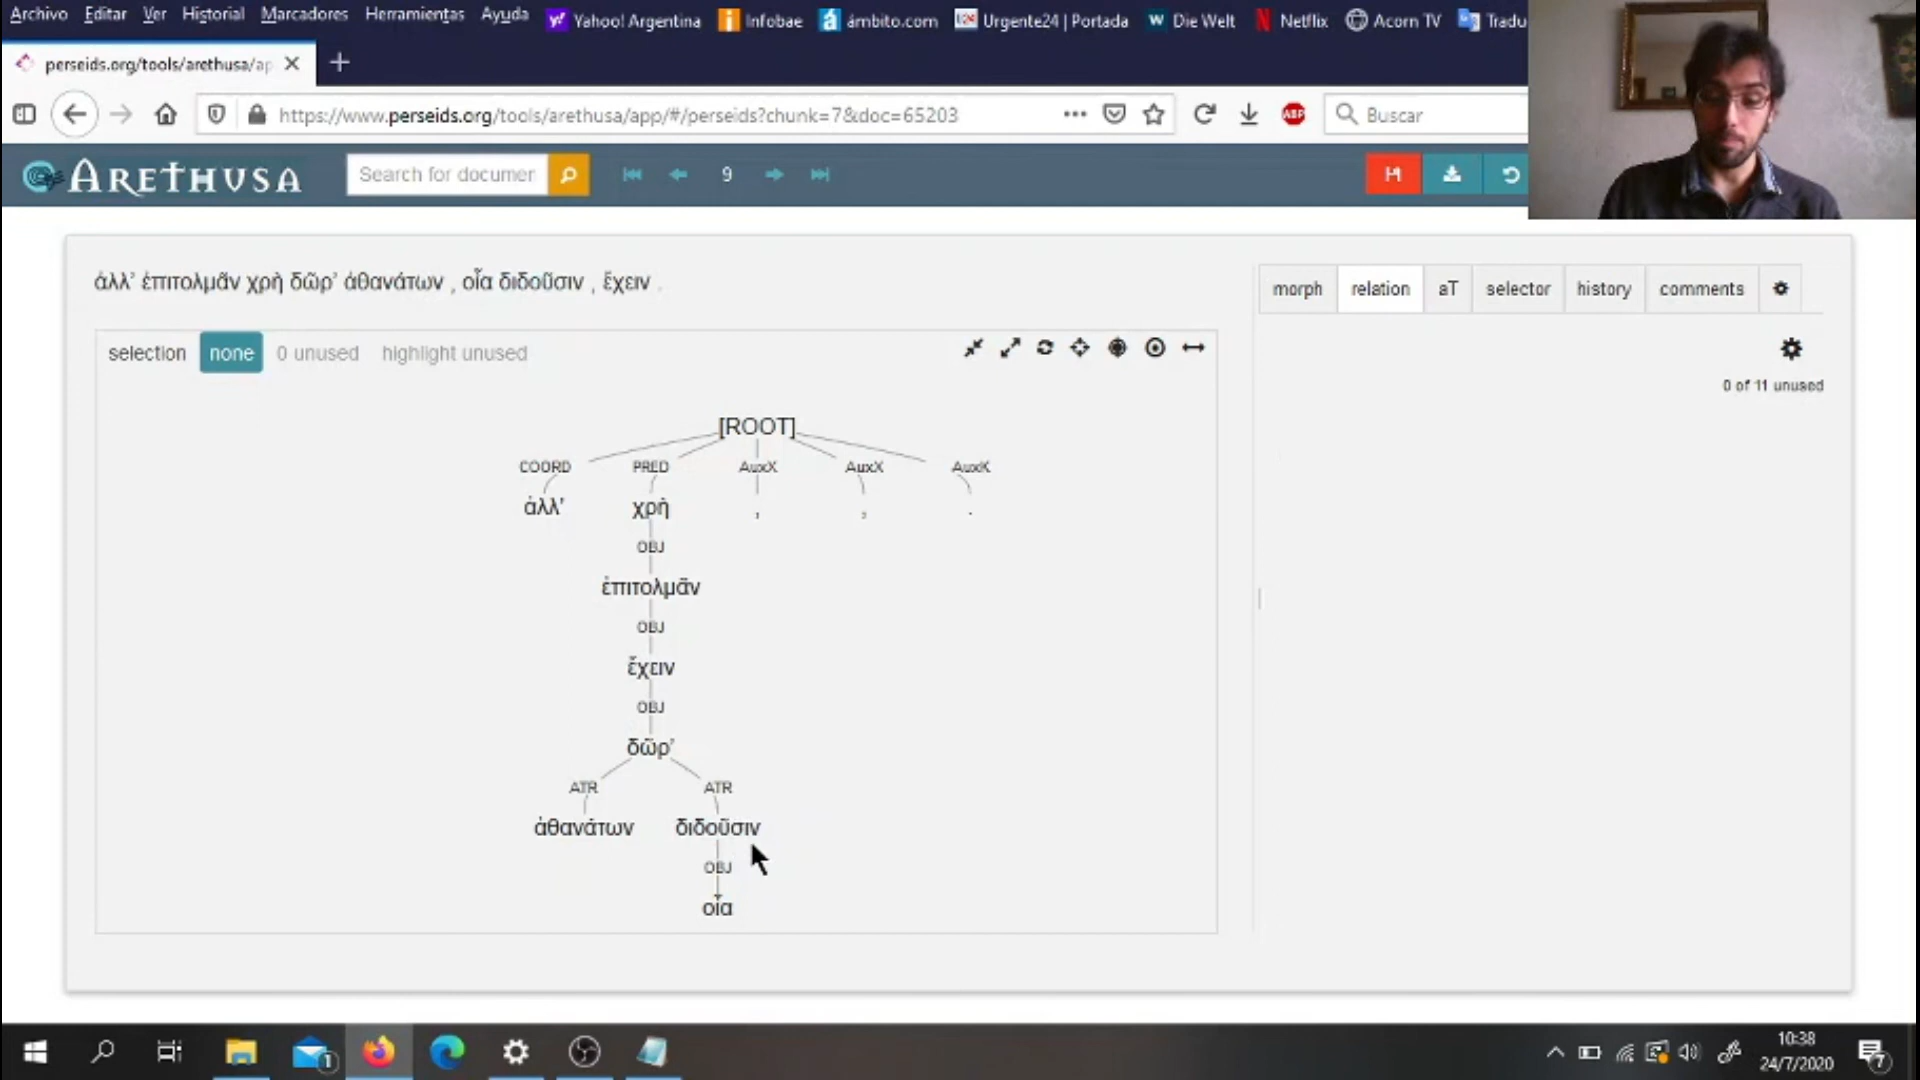 Archivo Editar Ver Historial Marcadores Herramientas Ayuda Yahoo! Argentina Infobae ámbito.com Urgente24 | Portada Die Welt Netflix Acorn TV Tradu
perseids.org/tools/arethusa/ap
https://www.perseids.org/tools/arethusa/app/#/perseids?chunk=7&doc=65203 ABP Buscar
ARETHUSA Search for documen 9
ἀλλ’ ἐπιτολμᾶν χρὴ δῶρ’ ἀθανάτων , οἷα διδοῦσιν , ἔχειν .
morph relation aT selector history comments
selection none 0 unused highlight unused
0 of 11 unused
[ROOT]
COORD PRED AuxX AuxX AuxK
ἀλλ’ χρὴ , , .
OBJ
ἐπιτολμᾶν
OBJ
ἔχειν
OBJ
δῶρ’
ATR ATR
ἀθανάτων διδοῦσιν
OBJ
οἷα
1
10:38
24/7/2020
7